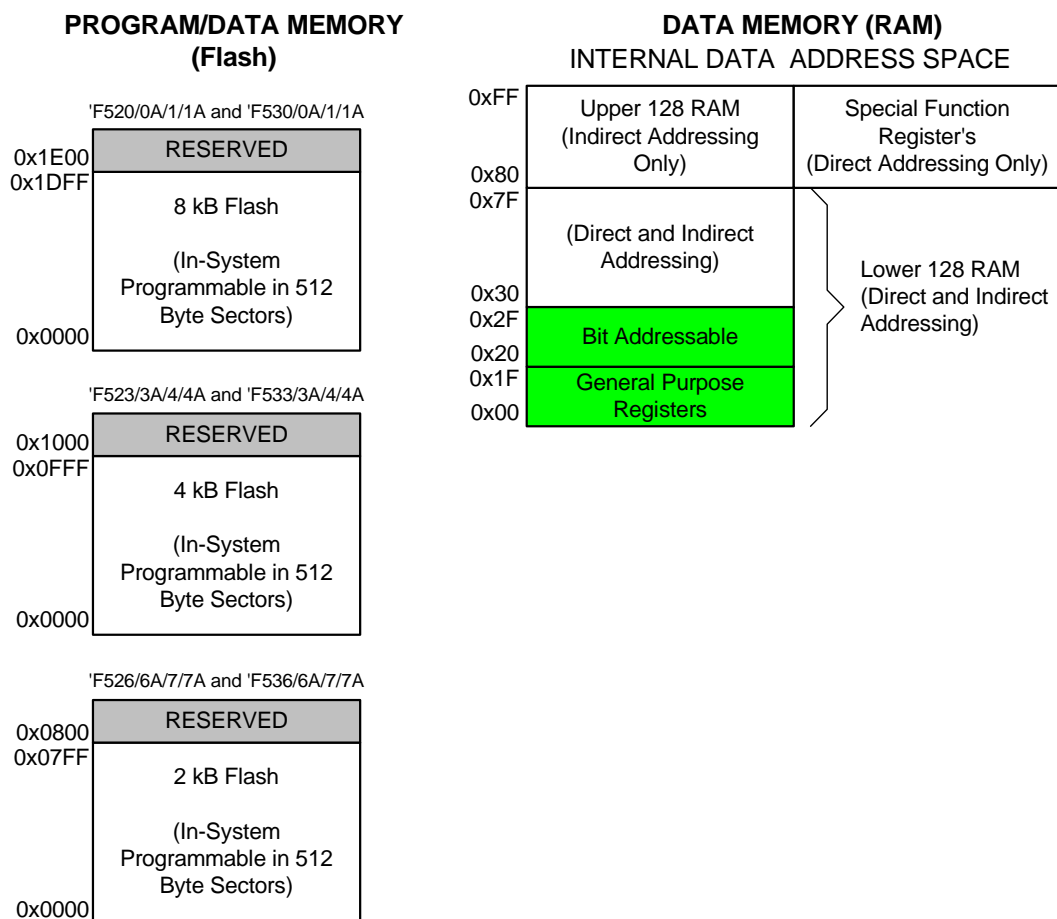 PROGRAM/DATA MEMORY
(Flash)
'F520/0A/1/1A and 'F530/0A/1/1A
RESERVED
0x1E00
0x1DFF
8 kB Flash
(In-System
Programmable in 512
Byte Sectors)
0x0000
'F523/3A/4/4A and 'F533/3A/4/4A
RESERVED
0x1000
0x0FFF
4 kB Flash
(In-System
Programmable in 512
Byte Sectors)
0x0000
'F526/6A/7/7A and 'F536/6A/7/7A
RESERVED
0x0800
0x07FF
2 kB Flash
(In-System
Programmable in 512
Byte Sectors)
0x0000
DATA MEMORY (RAM)
INTERNAL DATA ADDRESS SPACE
0xFF
Upper 128 RAM
(Indirect Addressing
Only)
0x80
Special Function
Register's
(Direct Addressing Only)
0x7F
(Direct and Indirect
Addressing)
0x30
0x2F
Bit Addressable
0x20
0x1F
General Purpose
Registers
0x00
Lower 128 RAM
(Direct and Indirect
Addressing)